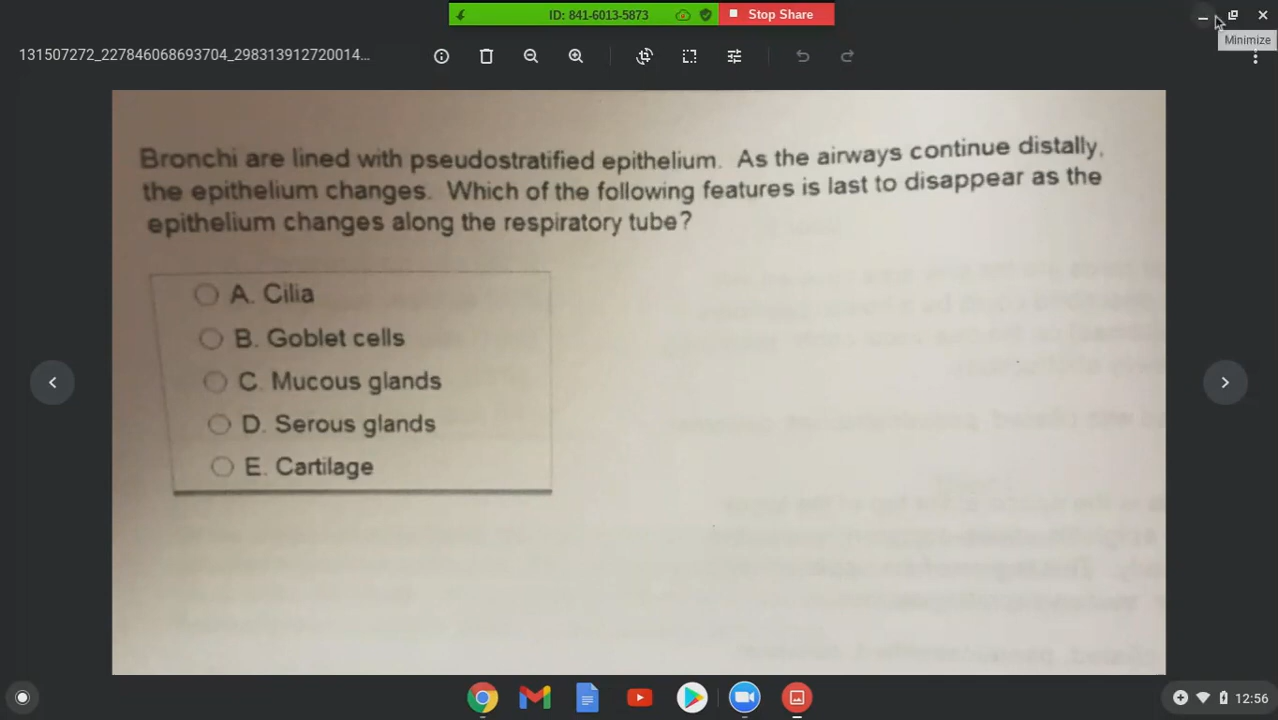 ID: 841-6013-5873
Stop Share
131507272_227846068693704_298313912720014...
Minimize
Bronchi are lined with pseudostratified epithelium. As the airways continue distally,
the epithelium changes. Which of the following features is last to disappear as the
epithelium changes along the respiratory tube?
A. Cilia
B. Goblet cells
C. Mucous glands
D. Serous glands
E. Cartilage
12:56